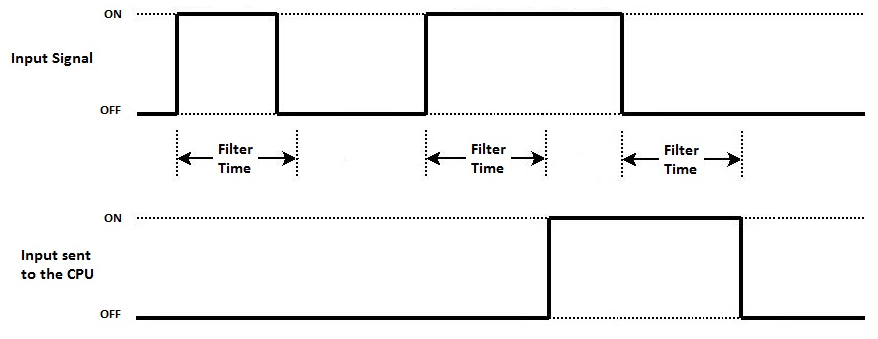 ON
Input Signal
OFF
Filter
Time
Filter
Time
Filter
Time
ON
Input sent
to the CPU
OFF